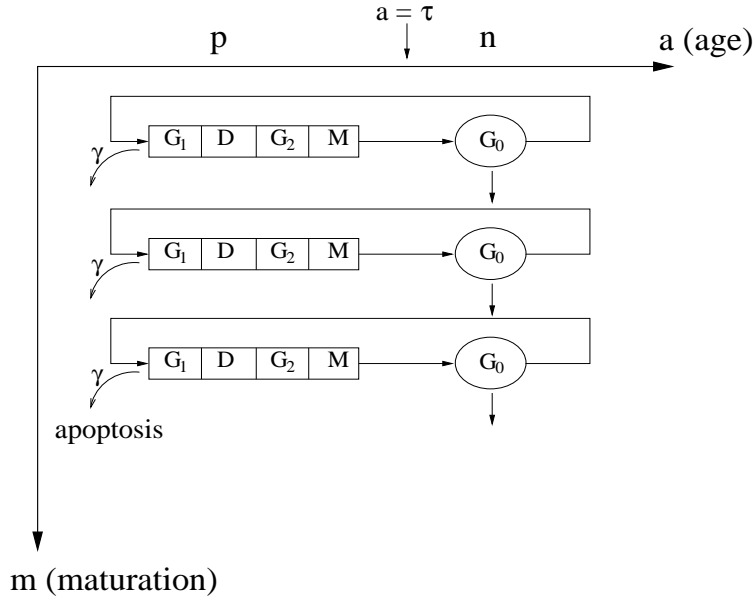 a = τ
p n a (age)
G₁ D G₂ M G₀
γ
G₁ D G₂ M G₀
γ
G₁ D G₂ M G₀
γ
apoptosis
m (maturation)